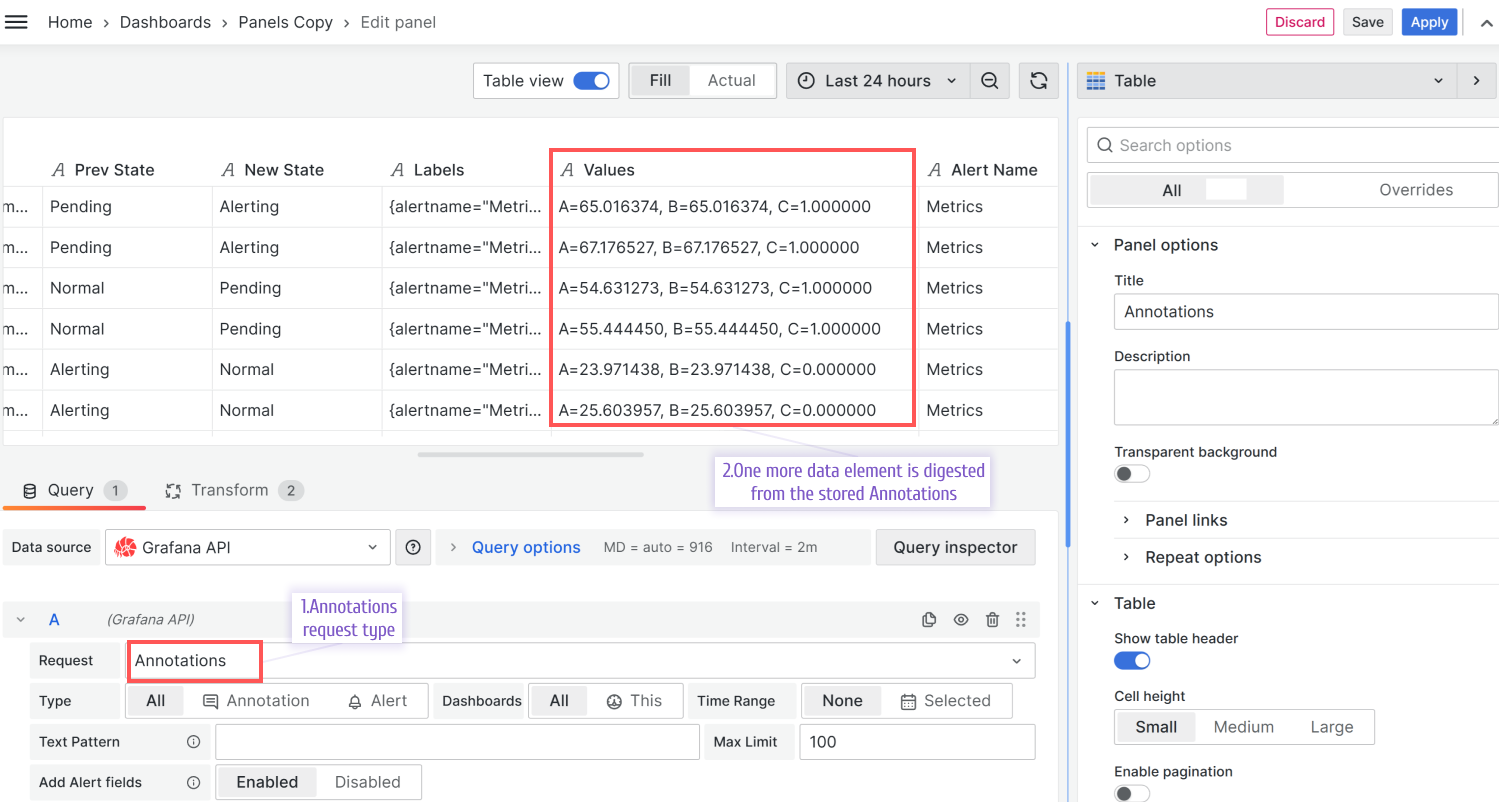 Home › Dashboards › Panels Copy › Edit panel
Discard Save Apply
Table view Fill Actual Last 24 hours
Table
Search options
All Overrides
Prev State New State Labels Values Alert Name
m... Pending Alerting {alertname="Metri... A=65.016374, B=65.016374, C=1.000000 Metrics
m... Pending Alerting {alertname="Metri... A=67.176527, B=67.176527, C=1.000000 Metrics
m... Normal Pending {alertname="Metri... A=54.631273, B=54.631273, C=1.000000 Metrics
m... Normal Pending {alertname="Metri... A=55.444450, B=55.444450, C=1.000000 Metrics
m... Alerting Normal {alertname="Metri... A=23.971438, B=23.971438, C=0.000000 Metrics
m... Alerting Normal {alertname="Metri... A=25.603957, B=25.603957, C=0.000000 Metrics
2.One more data element is digested
from the stored Annotations
Query 1 Transform 2
Data source Grafana API Query options MD = auto = 916 Interval = 2m Query inspector
1.Annotations
request type
A (Grafana API)
Request Annotations
Type All Annotation Alert Dashboards All This Time Range None Selected
Text Pattern Max Limit 100
Add Alert fields Enabled Disabled
Panel options
Title
Annotations
Description
Transparent background
Panel links
Repeat options
Table
Show table header
Cell height
Small Medium Large
Enable pagination